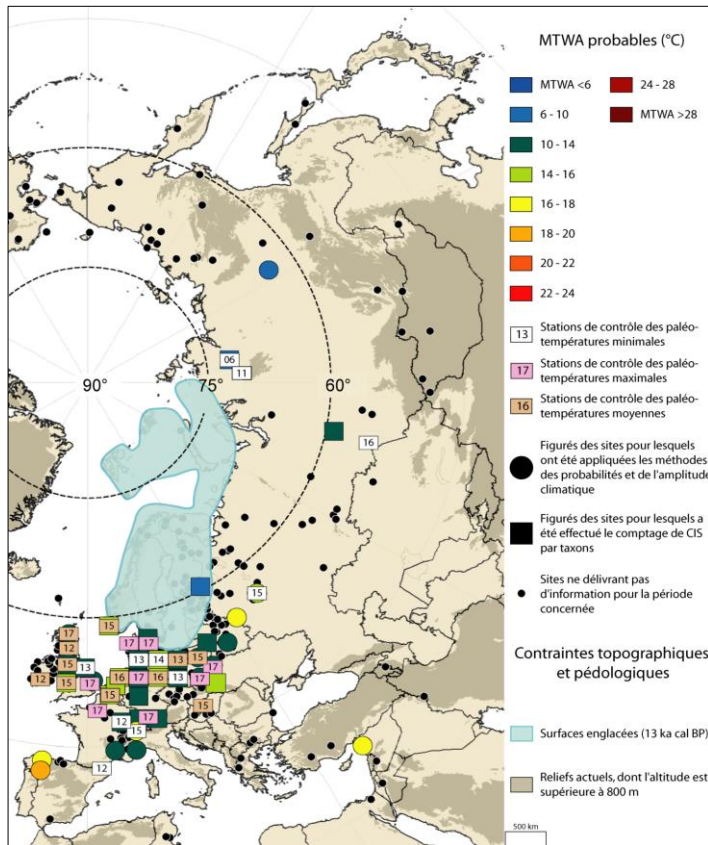 MTWA probables (°C)
MTWA <6
24 - 28
6 - 10
MTWA >28
10 - 14
14 - 16
16 - 18
18 - 20
20 - 22
22 - 24
13 Stations de contrôle des paléo-
températures minimales
17 Stations de contrôle des paléo-
températures maximales
16 Stations de contrôle des paléo-
températures moyennes
Figurés des sites pour lesquels
ont été appliquées les méthodes
des probabilités et de l'amplitude
climatique
Figurés des sites pour lesquels a
été effectué le comptage de CIS
par taxons
Sites ne délivrant pas
d'information pour la période
concernée
Contraintes topographiques
et pédologiques
Surfaces englacées (13 ka cal BP)
Reliefs actuels, dont l'altitude est
supérieure à 800 m
500 km
06
11
90° 75° 60°
16
15
15
17 17 17
12
15 13 13 14 13 15 17
12 15 17 16 17 16 13 17
15
17 15
12 17
15
12